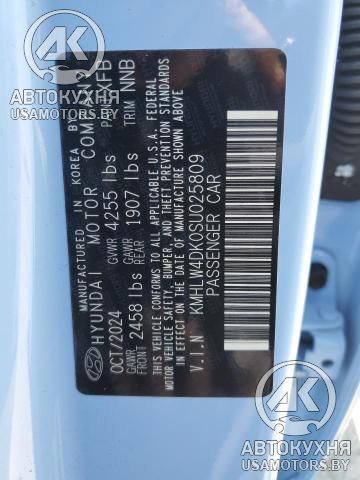 MANUFACTURED IN KOREA BY
HYUNDAI MOTOR COMPANY
OCT/2024 GVWR 4255 lbs
GAWR FRONT 2458 lbs GAWR REAR 1907 lbs TRIM NNB
THIS VEHICLE CONFORMS TO ALL APPLICABLE U.S.A. FEDERAL
MOTOR VEHICLE SAFETY, BUMPER, AND THEFT PREVENTION STANDARDS
IN EFFECT ON THE DATE OF MANUFACTURE SHOWN ABOVE
V.I.N KMHLW4DK0SU025809
PASSENGER CAR
АВТОКУХНЯ
USAMOTORS.BY
АВТОКУХНЯ
USAMOTORS.BY